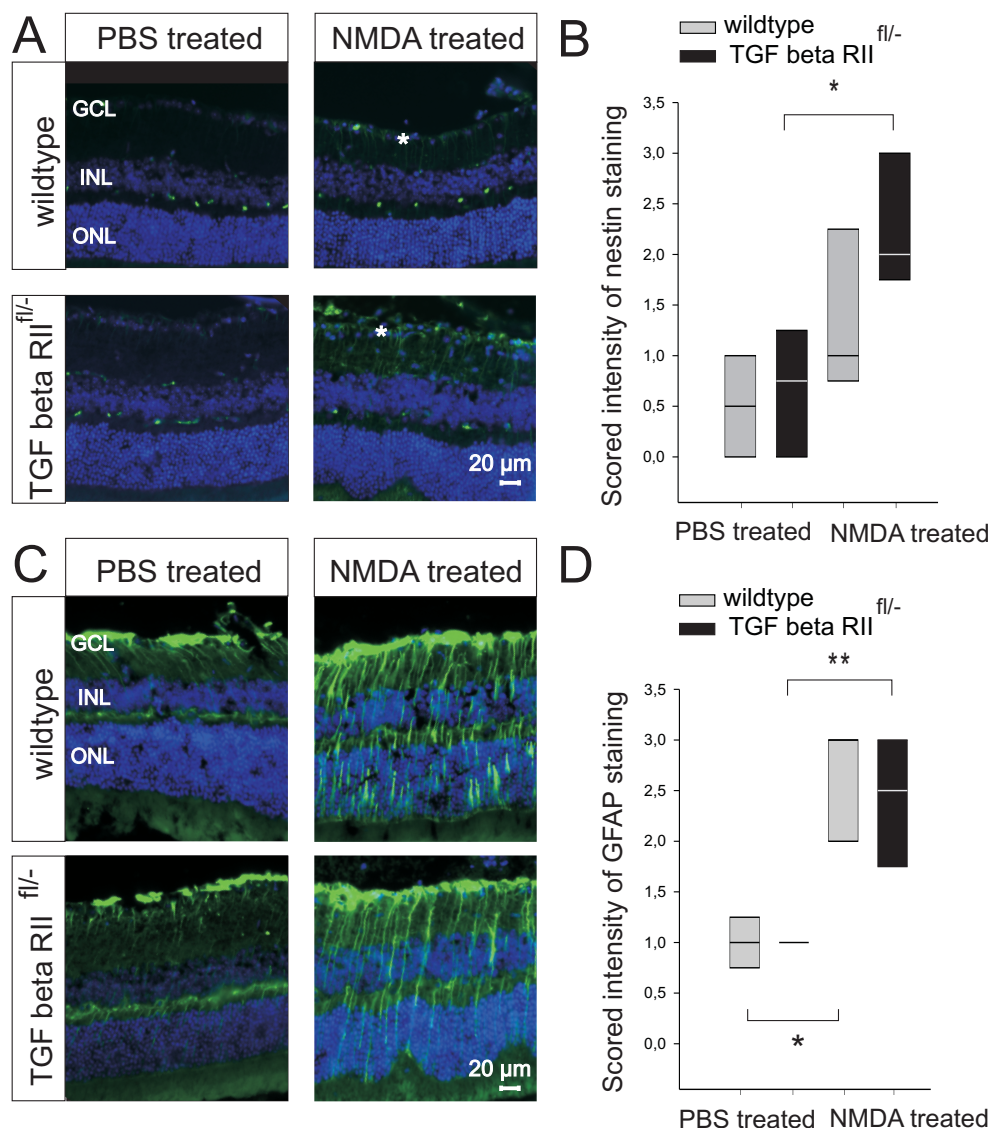 A
PBS treated
NMDA treated
wildtype
GCL
INL
ONL
*
TGF beta RII fl/-
*
20 µm
B
wildtype
TGF beta RII fl/-
*
Scored intensity of nestin staining
3,5
3,0
2,5
2,0
1,5
1,0
0,5
0,0
PBS treated
NMDA treated
C
PBS treated
NMDA treated
wildtype
GCL
INL
ONL
TGF beta RII fl/-
20 µm
D
wildtype
TGF beta RII fl/-
**
Scored intensity of GFAP staining
3,5
3,0
2,5
2,0
1,5
1,0
0,5
0,0
*
PBS treated
NMDA treated